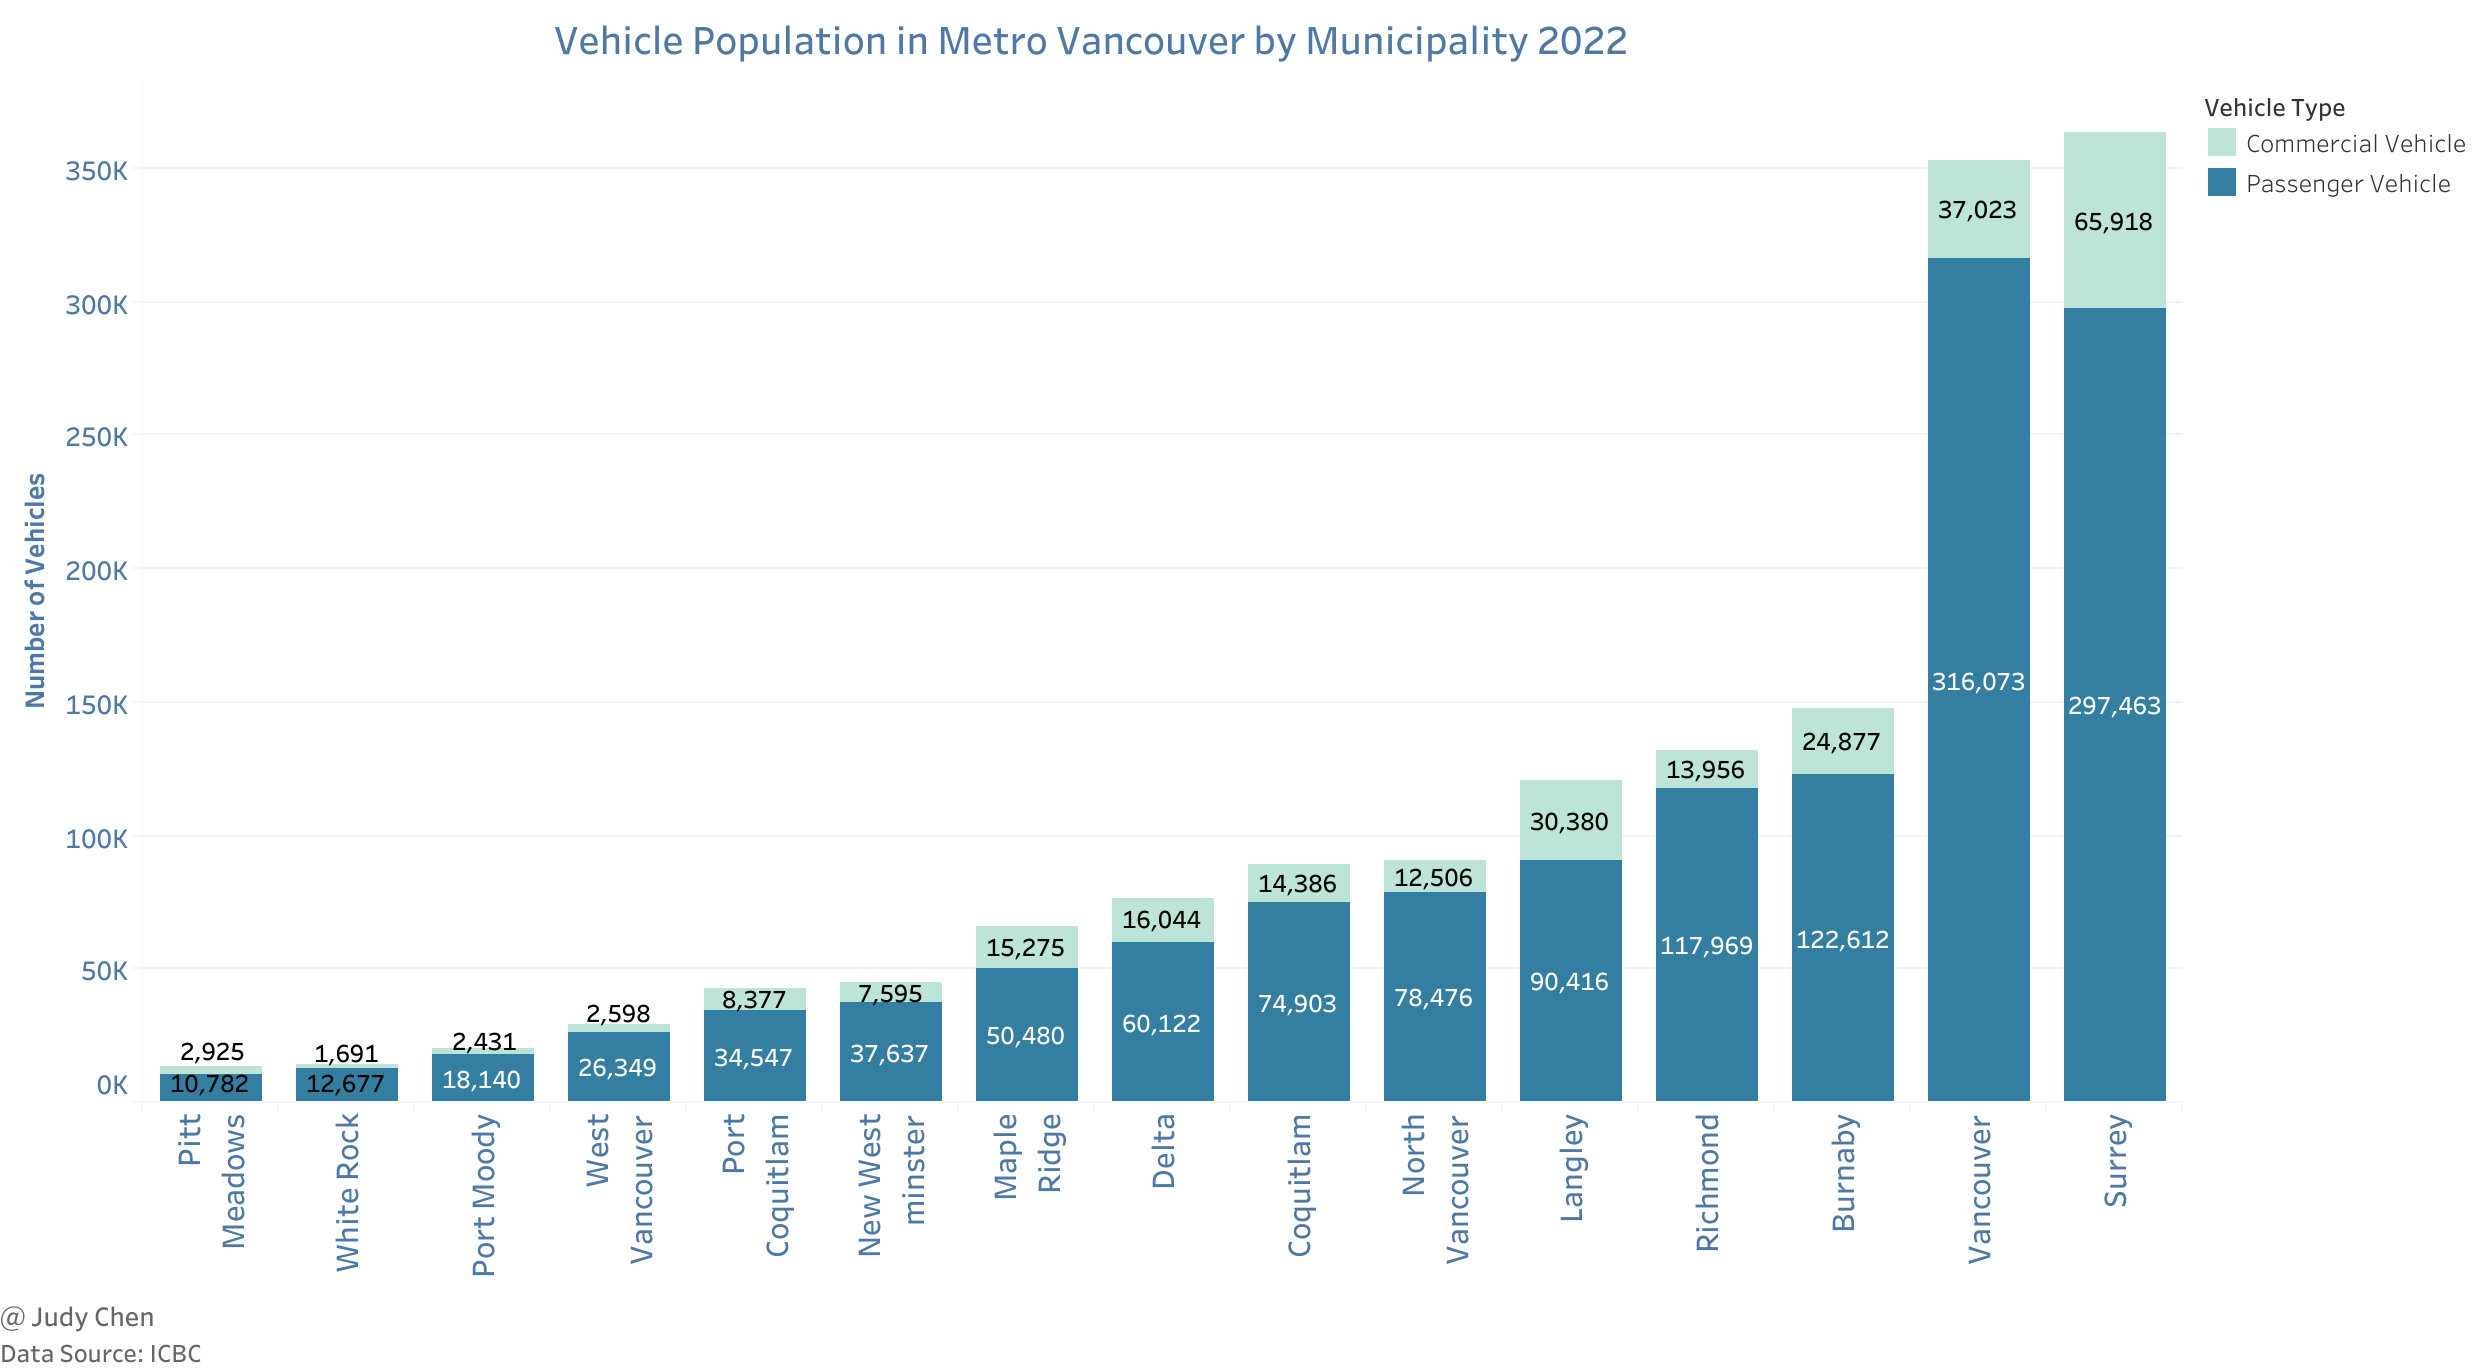 Vehicle Population in Metro Vancouver by Municipality 2022
Vehicle Type
Commercial Vehicle
Passenger Vehicle
Number of Vehicles
350K
300K
250K
200K
150K
100K
50K
0K
2,925
10,782
1,691
12,677
2,431
18,140
2,598
26,349
8,377
34,547
7,595
37,637
15,275
50,480
16,044
60,122
14,386
74,903
12,506
78,476
30,380
90,416
13,956
117,969
24,877
122,612
37,023
316,073
65,918
297,463
Pitt
Meadows
White Rock
Port Moody
West
Vancouver
Port
Coquitlam
New West
minster
Maple
Ridge
Delta
Coquitlam
North
Vancouver
Langley
Richmond
Burnaby
Vancouver
Surrey
@ Judy Chen
Data Source: ICBC